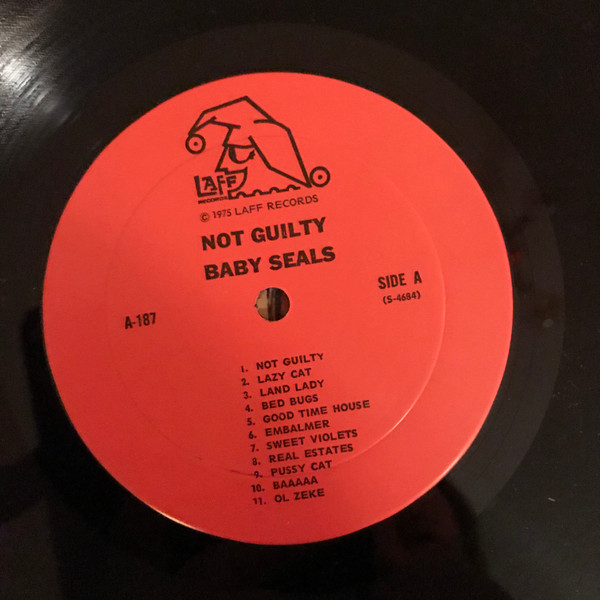 LAFF
RECORDS
© 1975 LAFF RECORDS
NOT GUILTY
BABY SEALS
SIDE A
(S-4684)
A-187
1. NOT GUILTY
2. LAZY CAT
3. LAND LADY
4. BED BUGS
5. GOOD TIME HOUSE
6. EMBALMER
7. SWEET VIOLETS
8. REAL ESTATES
9. PUSSY CAT
10. BAAAAA
11. OL ZEKE